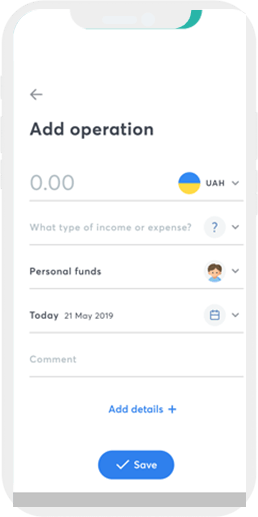 Add operation
0.00 UAH
What type of income or expense? ?
Personal funds
Today 21 May 2019
Comment
Add details +
Save